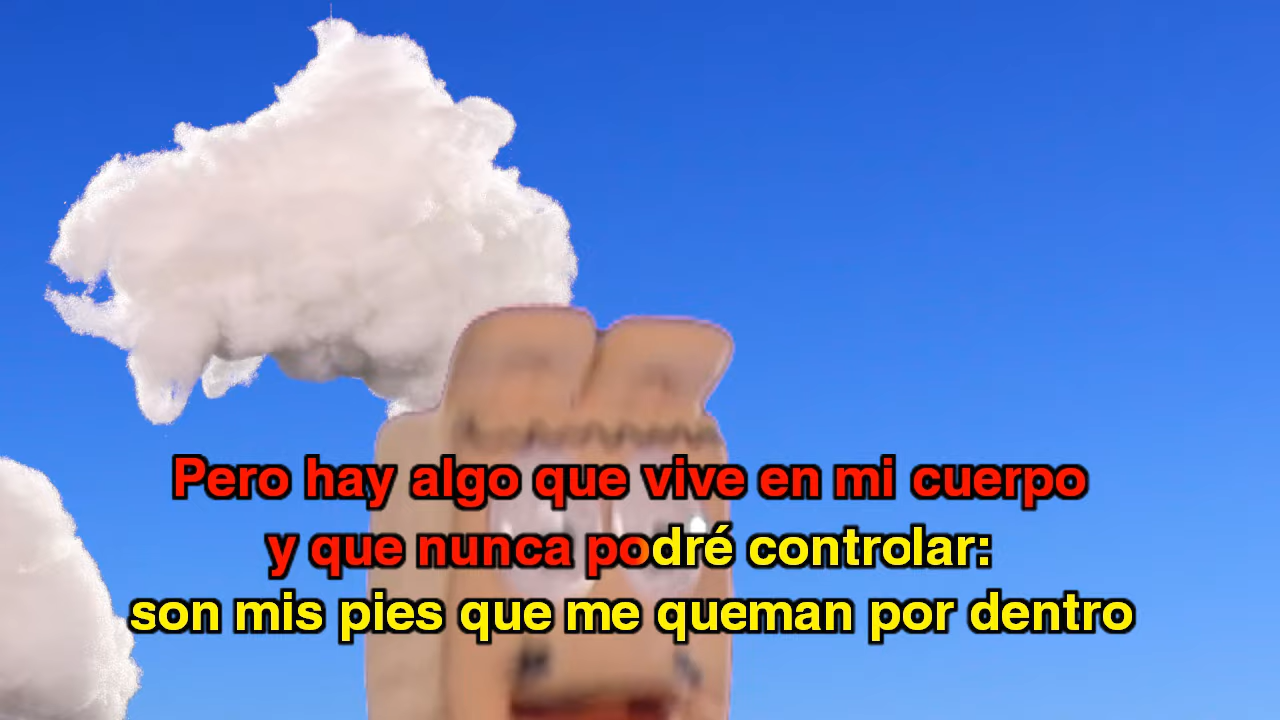 Pero hay algo que vive en mi cuerpo
y que nunca podré controlar:
son mis pies que me queman por dentro